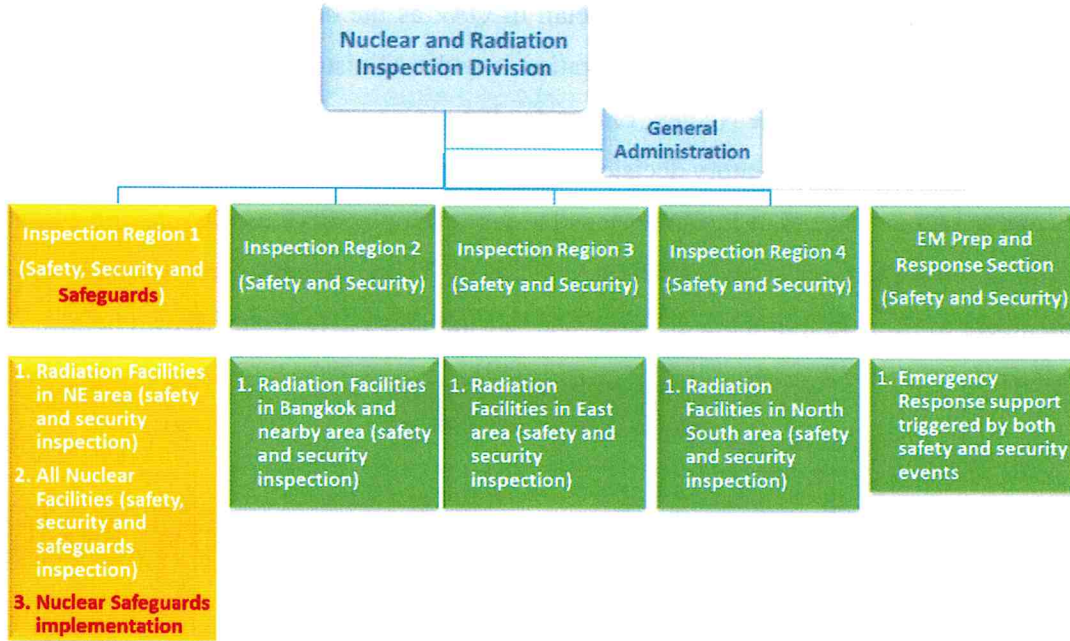 Nuclear and Radiation
Inspection Division
General
Administration
Inspection Region 1
(Safety, Security and
Safeguards)
Inspection Region 2
(Safety and Security)
Inspection Region 3
(Safety and Security)
Inspection Region 4
(Safety and Security)
EM Prep and
Response Section
(Safety and Security)
1. Radiation Facilities
in NE area (safety
and security
inspection)
2. All Nuclear
Facilities (safety,
security and
safeguards
inspection)
3. Nuclear Safeguards
implementation
1. Radiation Facilities
in Bangkok and
nearby area (safety
and security
inspection)
1. Radiation
Facilities in East
area (safety and
security
inspection)
1. Radiation
Facilities in North
South area (safety
and security
inspection)
1. Emergency
Response support
triggered by both
safety and security
events